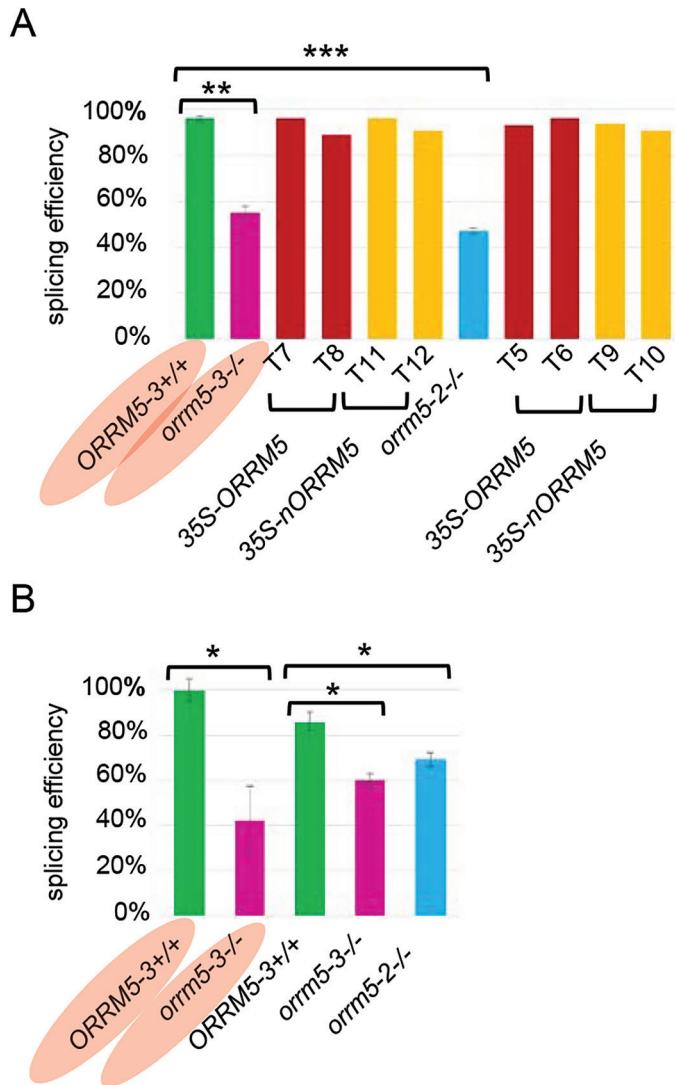 A
***
**
100%
80%
60%
40%
20%
0%
splicing efficiency
ORRM5-3+/+
orrm5-3-/-
T7
T8
T11
T12
orrm5-2-/-
T5
T6
T9
T10
35S-ORRM5
35S-nORRM5
35S-ORRM5
35S-nORRM5
B
*
*
*
100%
80%
60%
40%
20%
0%
splicing efficiency
ORRM5-3+/+
orrm5-3-/-
ORRM5-3+/+
orrm5-3-/-
orrm5-2-/-